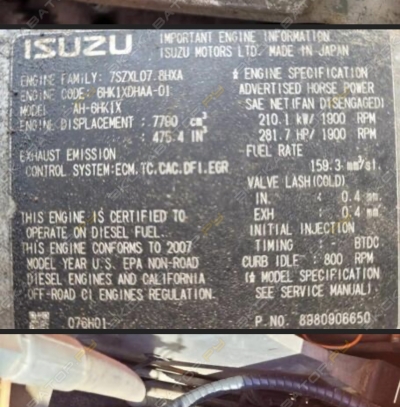 ISUZU
IMPORTANT ENGINE INFORMATION
ISUZU MOTORS LTD. MADE IN JAPAN
ENGINE FAMILY: 7SZXL07.8HXA
ENGINE CODE: 6HK1XDHAA-01
MODEL AH-6HK1X
ENGINE DISPLACEMENT : 7790 cm³
: 475.4 IN³
EXHAUST EMISSION
CONTROL SYSTEM:ECM,TC,CAC,DFI,EGR
THIS ENGINE IS CERTIFIED TO
OPERATE ON DIESEL FUEL.
THIS ENGINE CONFORMS TO 2007
MODEL YEAR U.S. EPA NON-ROAD
DIESEL ENGINES AND CALIFORNIA
OFF-ROAD CI ENGINES REGULATION.
076H01
ENGINE SPECIFICATION
ADVERTISED HORSE POWER
SAE NET(FAN DISENGAGED)
210.1 kW/ 1900 RPM
281.7 HP/ 1900 RPM
FUEL RATE
159.3 mm³/st.
VALVE LASH(COLD)
IN. : 0.4 mm
EXH : 0.4 mm
INITIAL INJECTION
TIMING : - BTDC
CURB IDLE : 800 RPM
MODEL SPECIFICATION
SEE SERVICE MANUAL
P.NO. 8980906650